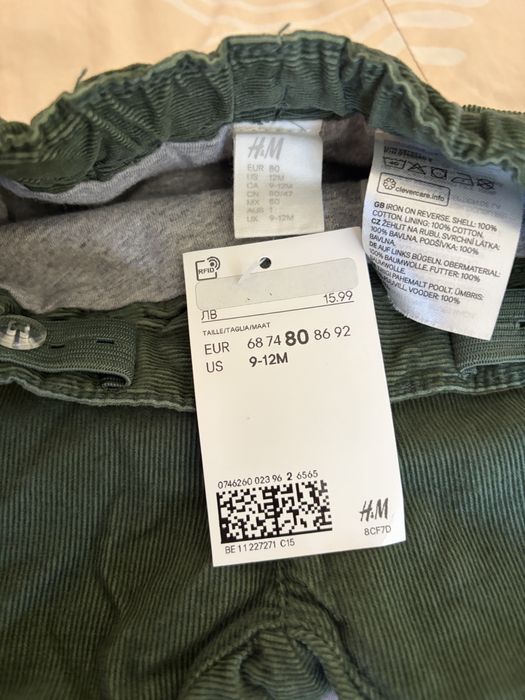 H&M
EUR 80
US 12M
CA 9-12M
CN 80/47
MX 80
AUS 1
UK 9-12M
clevercare.info
GB IRON ON REVERSE. SHELL: 100%
COTTON. LINING: 100% COTTON.
CZ ŽEHLIT NA RUBU. SVRCHNÍ LÁTKA:
100% BAVLNA. PODŠÍVKA: 100%
BAVLNA.
DE AUF LINKS BÜGELN. OBERMATERIAL:
100% BAUMWOLLE. FUTTER: 100%
BAUMWOLLE.
PAHEMALT POOLT. ÜMBRIS:
VOODER: 100%
RFID
ЛВ 15.99
TAILLE/TAGLIA/MAAT
EUR 68 74 80 86 92
US 9-12M
0746260 023 96 2 6565
H&M
8CF7D
BE 11 227271 C15